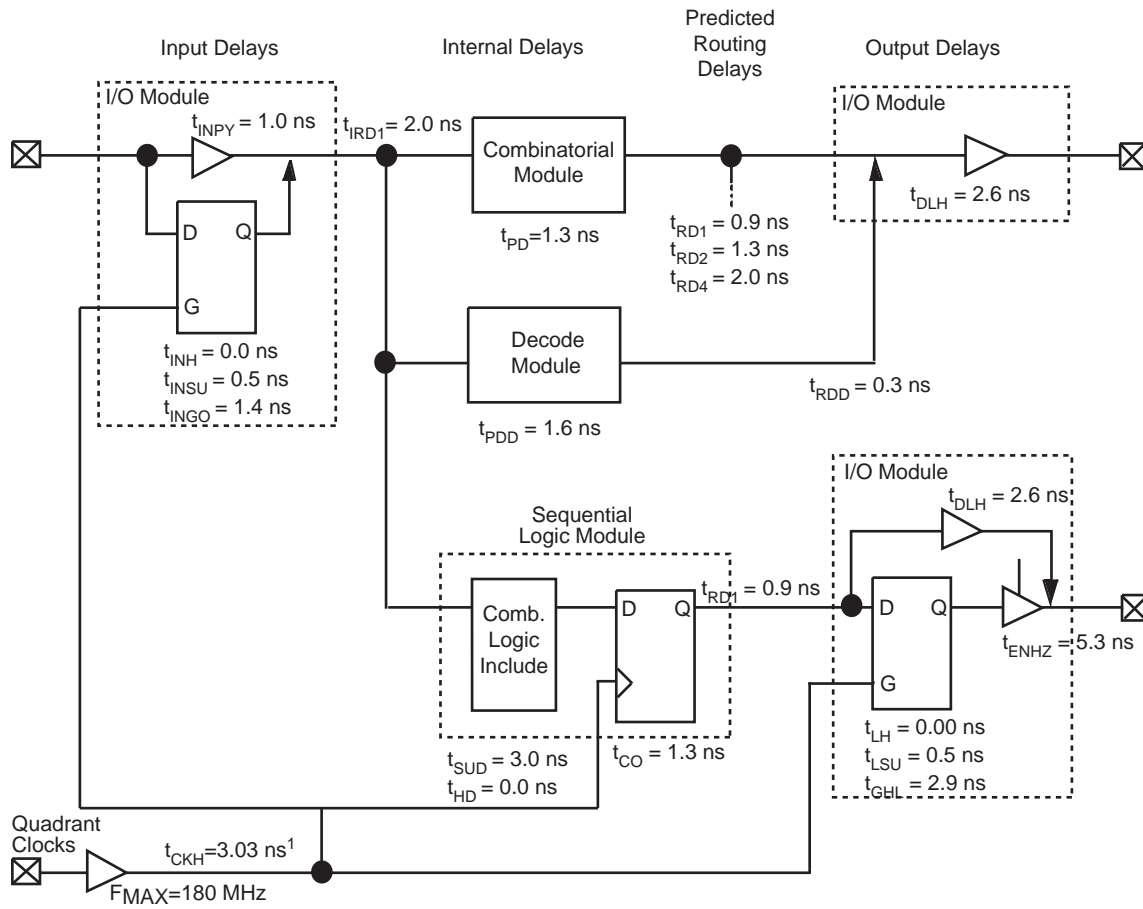 Input Delays
Internal Delays
Predicted
Routing
Delays
Output Delays
I/O Module
tINPY = 1.0 ns
tIRD1 = 2.0 ns
Combinatorial
Module
tPD=1.3 ns
tRD1 = 0.9 ns
tRD2 = 1.3 ns
tRD4 = 2.0 ns
I/O Module
tDLH = 2.6 ns
D
Q
G
tINH = 0.0 ns
tINSU = 0.5 ns
tINGO = 1.4 ns
Decode
Module
tPDD = 1.6 ns
tRDD = 0.3 ns
Sequential
Logic Module
Comb.
Logic
Include
D
Q
tSUD = 3.0 ns
tHD = 0.0 ns
tCO = 1.3 ns
tRD1 = 0.9 ns
I/O Module
tDLH = 2.6 ns
D
Q
G
tENHZ = 5.3 ns
tLH = 0.00 ns
tLSU = 0.5 ns
tGHL = 2.9 ns
Quadrant
Clocks
tCKH=3.03 ns¹
FMAX=180 MHz